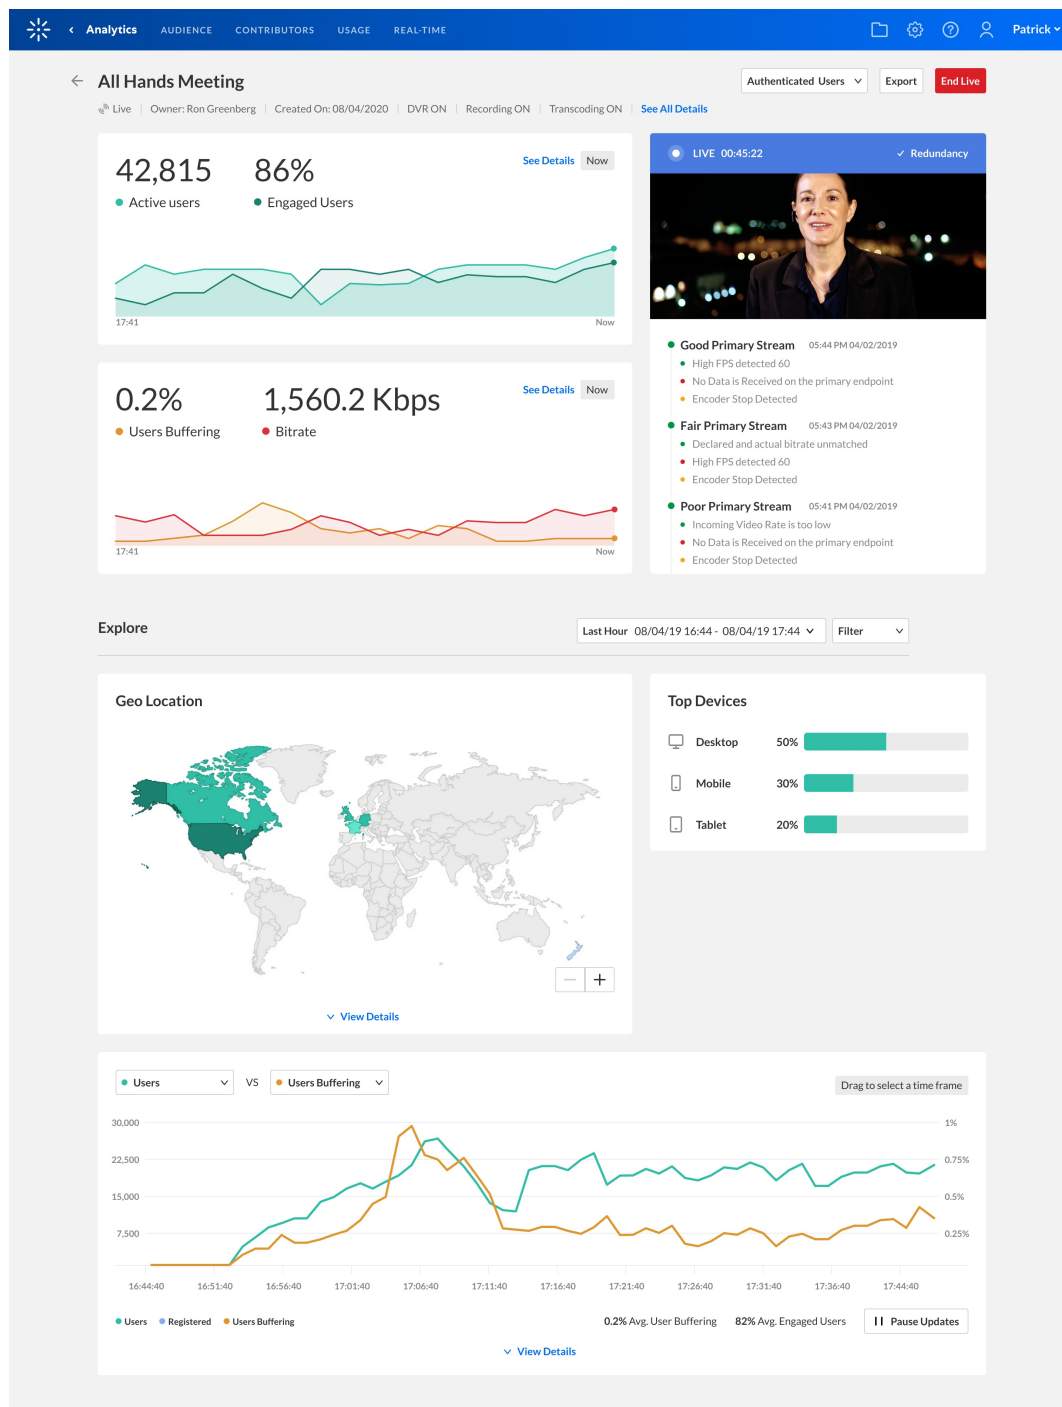 Analytics AUDIENCE CONTRIBUTORS USAGE REAL-TIME Patrick
All Hands Meeting Authenticated Users Export End Live
Live Owner: Ron Greenberg Created On: 08/04/2020 DVR ON Recording ON Transcoding ON See All Details
42,815 86% See Details Now
Active users Engaged Users
17:41 Now
0.2% 1,560.2 Kbps See Details Now
Users Buffering Bitrate
17:41 Now
LIVE 00:45:22 Redundancy
Good Primary Stream 05:44 PM 04/02/2019
High FPS detected 60
No Data is Received on the primary endpoint
Encoder Stop Detected
Fair Primary Stream 05:43 PM 04/02/2019
Declared and actual bitrate unmatched
High FPS detected 60
Encoder Stop Detected
Poor Primary Stream 05:41 PM 04/02/2019
Incoming Video Rate is too low
No Data is Received on the primary endpoint
Encoder Stop Detected
Explore Last Hour 08/04/19 16:44 - 08/04/19 17:44 Filter
Geo Location
View Details
Top Devices
Desktop 50%
Mobile 30%
Tablet 20%
Users VS Users Buffering Drag to select a time frame
30,000 1%
22,500 0.75%
15,000 0.5%
7,500 0.25%
16:44:40 16:51:40 16:56:40 17:01:40 17:06:40 17:11:40 17:16:40 17:21:40 17:26:40 17:31:40 17:36:40 17:44:40
Users Registered Users Buffering 0.2% Avg. User Buffering 82% Avg. Engaged Users Pause Updates
View Details